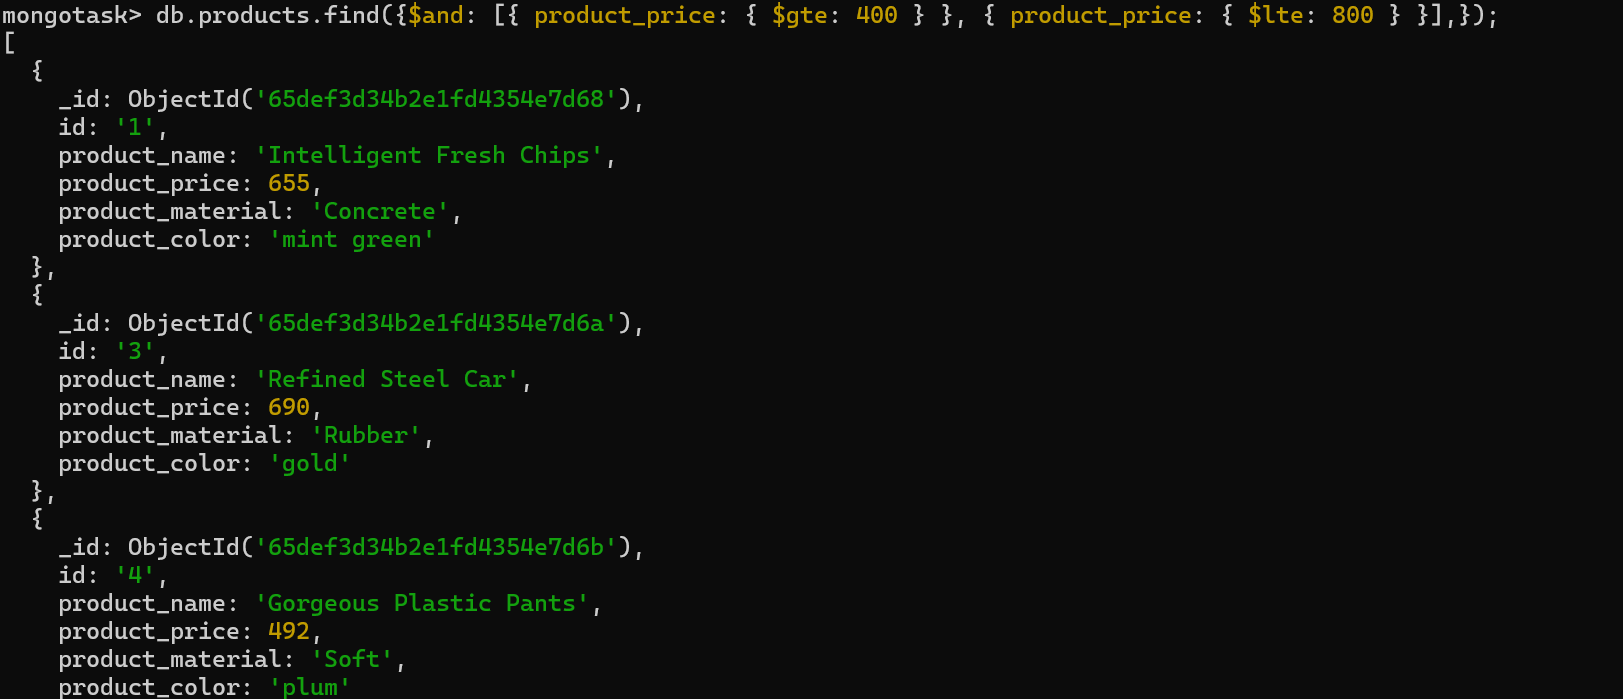 mongotask> db.products.find({$and: [{ product_price: { $gte: 400 } }, { product_price: { $lte: 800 } }],});
[
  {
    _id: ObjectId('65def3d34b2e1fd4354e7d68'),
    id: '1',
    product_name: 'Intelligent Fresh Chips',
    product_price: 655,
    product_material: 'Concrete',
    product_color: 'mint green'
  },
  {
    _id: ObjectId('65def3d34b2e1fd4354e7d6a'),
    id: '3',
    product_name: 'Refined Steel Car',
    product_price: 690,
    product_material: 'Rubber',
    product_color: 'gold'
  },
  {
    _id: ObjectId('65def3d34b2e1fd4354e7d6b'),
    id: '4',
    product_name: 'Gorgeous Plastic Pants',
    product_price: 492,
    product_material: 'Soft',
    product_color: 'plum'